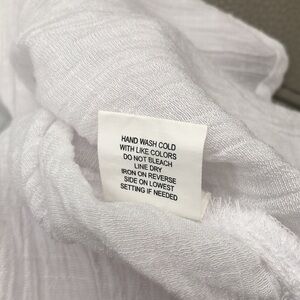 HAND WASH COLD
WITH LIKE COLORS
DO NOT BLEACH
LINE DRY
IRON ON REVERSE
SIDE ON LOWEST
SETTING IF NEEDED